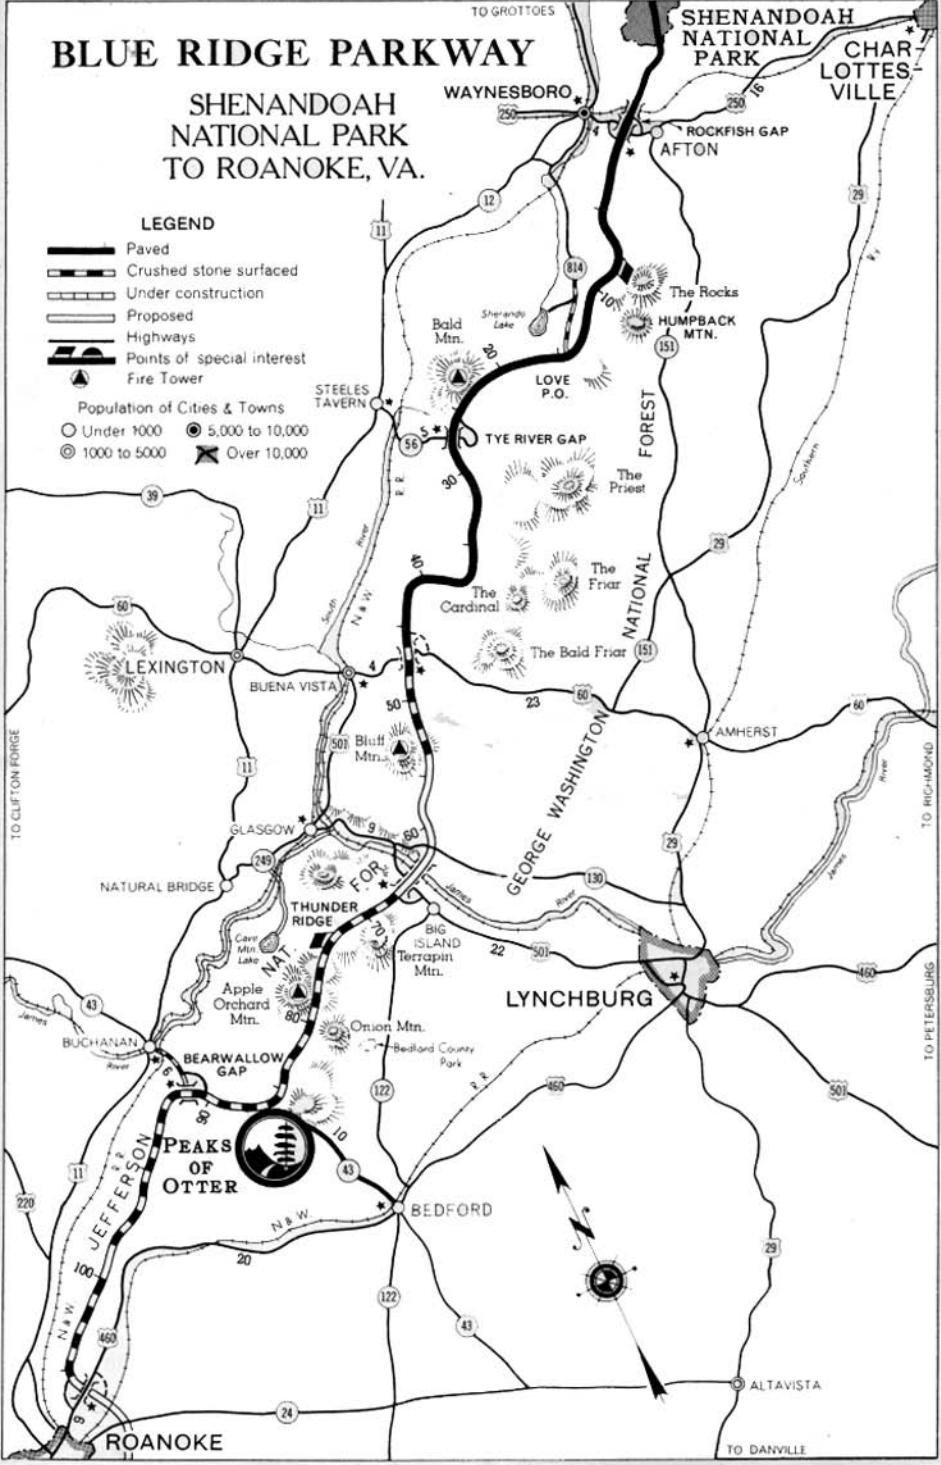 TO GROTTOES
SHENANDOAH
NATIONAL
PARK
BLUE RIDGE PARKWAY
CHAR-
LOTTES-
VILLE
SHENANDOAH
NATIONAL PARK
TO ROANOKE, VA.
WAYNESBORO
250
4
250
16
ROCKFISH GAP
AFTON
LEGEND
Paved
Crushed stone surfaced
Under construction
Proposed
Highways
Points of special interest
Fire Tower
Population of Cities & Towns
Under 1000
5,000 to 10,000
1000 to 5000
Over 10,000
12
11
29
Ry
814
10
The Rocks
HUMPBACK
MTN.
151
Sherando
Lake
Bald
Mtn.
20
LOVE
P.O.
STEELES
TAVERN
5
56
TYE RIVER GAP
FOREST
R.R.
30
The
Priest
Southern
39
11
River
29
40
The
Friar
The
Cardinal
NATIONAL
South
N & W
60
LEXINGTON
The Bald Friar
151
BUENA VISTA
4
23
60
60
50
AMHERST
TO CLIFTON FORGE
501
Bluff
Mtn.
11
GEORGE WASHINGTON
River
TO RICHMOND
GLASGOW
9
60
29
249
FOR
NATURAL BRIDGE
130
James
James
River
THUNDER
RIDGE
70
BIG
ISLAND
22
501
Cave
Mtn.
Lake
NAT
Terrapin
Mtn.
460
LYNCHBURG
43
Apple
Orchard
Mtn.
80
James
River
BUCHANAN
Onion Mtn.
Bedford County
Park
BEARWALLOW
GAP
6
TO PETERSBURG
R.R.
460
122
501
90
10
PEAKS
OF
OTTER
43
JEFFERSON
R.R.
11
220
BEDFORD
N & W
20
N
29
100
122
43
N & W
460
ALTAVISTA
24
9
ROANOKE
TO DANVILLE